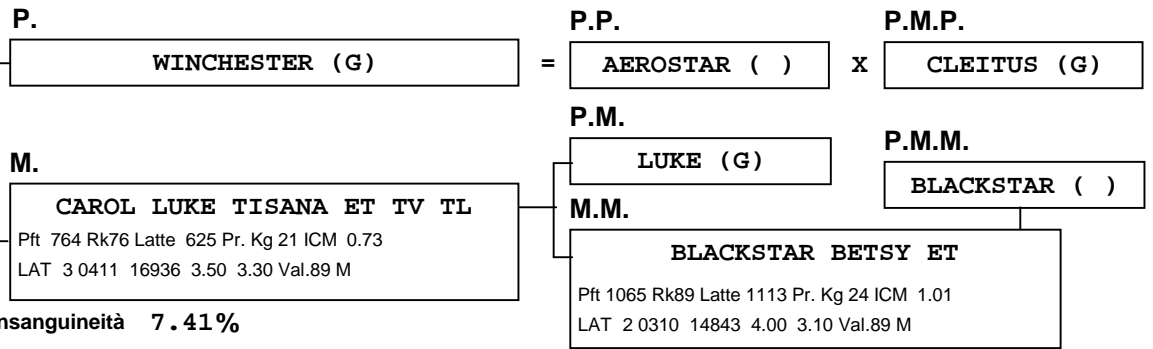 P.
P.P.
P.M.P.
WINCHESTER (G)
=
AEROSTAR ( )
X
CLEITUS (G)
P.M.
LUKE (G)
P.M.M.
BLACKSTAR ( )
M.
CAROL LUKE TISANA ET TV TL
Pft 764 Rk76 Latte 625 Pr. Kg 21 ICM 0.73
LAT 3 0411 16936 3.50 3.30 Val.89 M
M.M.
BLACKSTAR BETSY ET
Pft 1065 Rk89 Latte 1113 Pr. Kg 24 ICM 1.01
LAT 2 0310 14843 4.00 3.10 Val.89 M
nsanguineità 7.41%